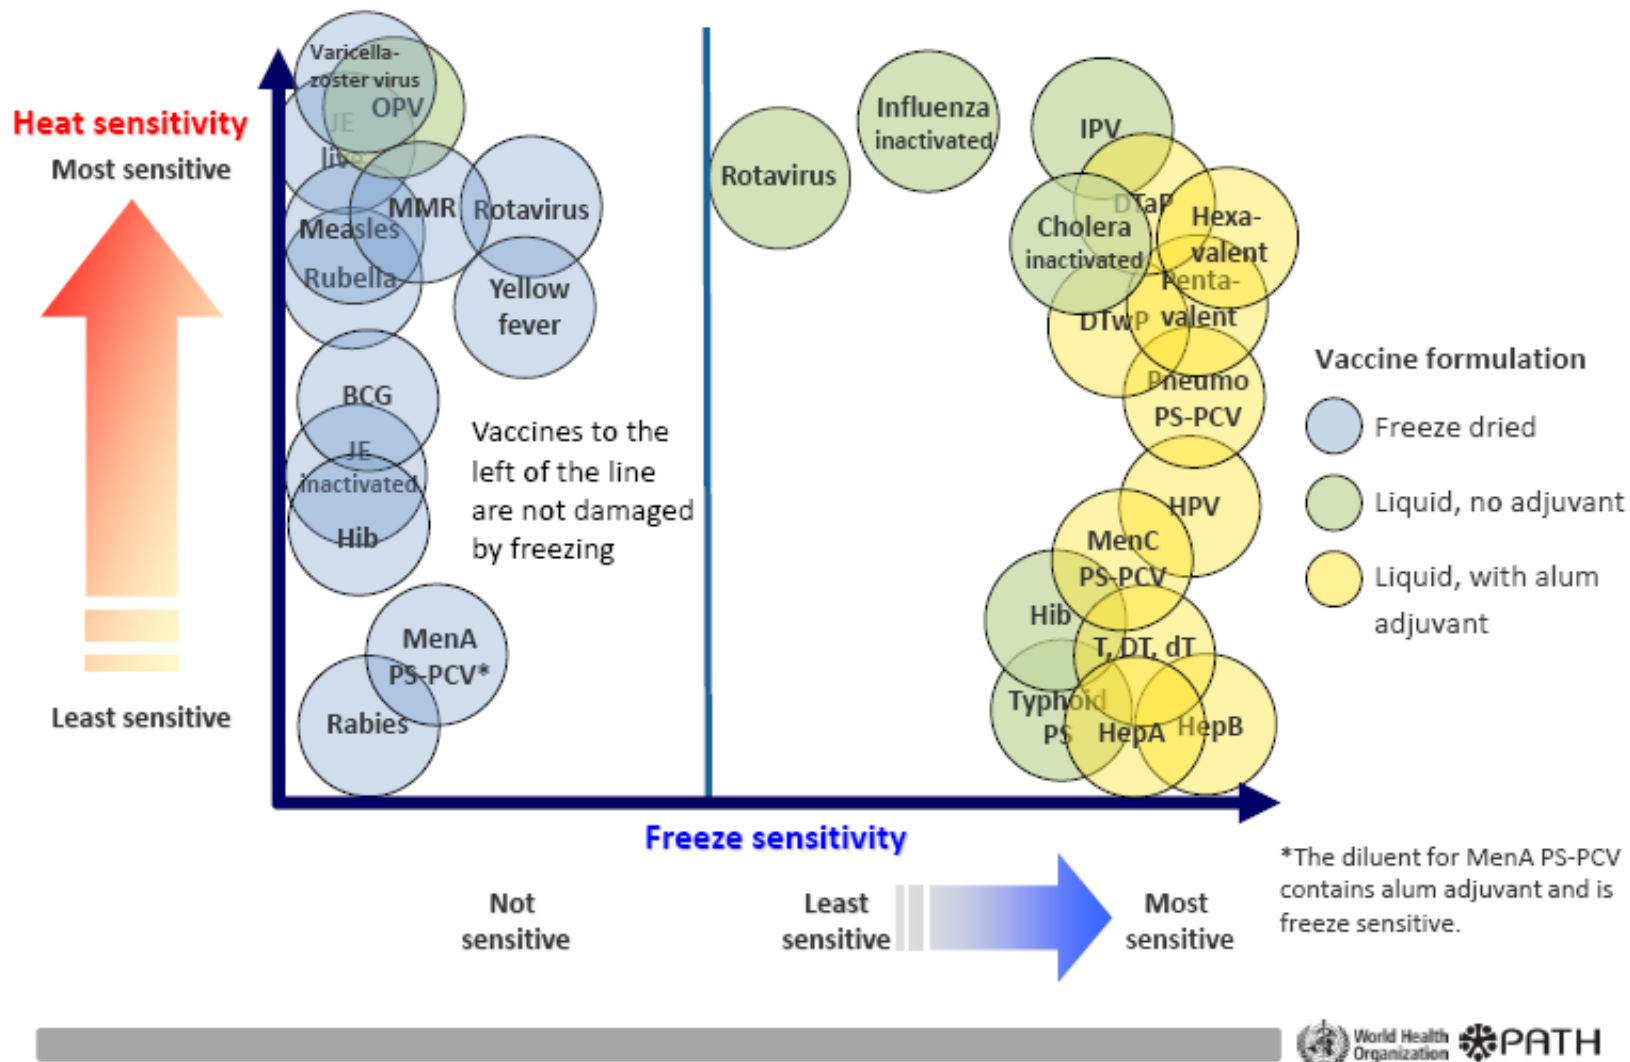 Varicella-
zoster virus
OPV
JE
live
Heat sensitivity
Most sensitive
Least sensitive
MMR
Rotavirus
Measles
Rubella
Yellow
fever
BCG
JE
inactivated
Hib
MenA
PS-PCV*
Rabies
Vaccines to the
left of the line
are not damaged
by freezing
Rotavirus
Influenza
inactivated
IPV
DTaP
Cholera
inactivated
Hexa-
valent
Penta-
valent
DTwP
Pneumo
PS-PCV
HPV
MenC
PS-PCV
Hib
T, DT, dT
Typhoid
PS
HepA
HepB
Vaccine formulation
Freeze dried
Liquid, no adjuvant
Liquid, with alum
adjuvant
Freeze sensitivity
Not
sensitive
Least
sensitive
Most
sensitive
*The diluent for MenA PS-PCV
contains alum adjuvant and is
freeze sensitive.
World Health
Organization
PATH